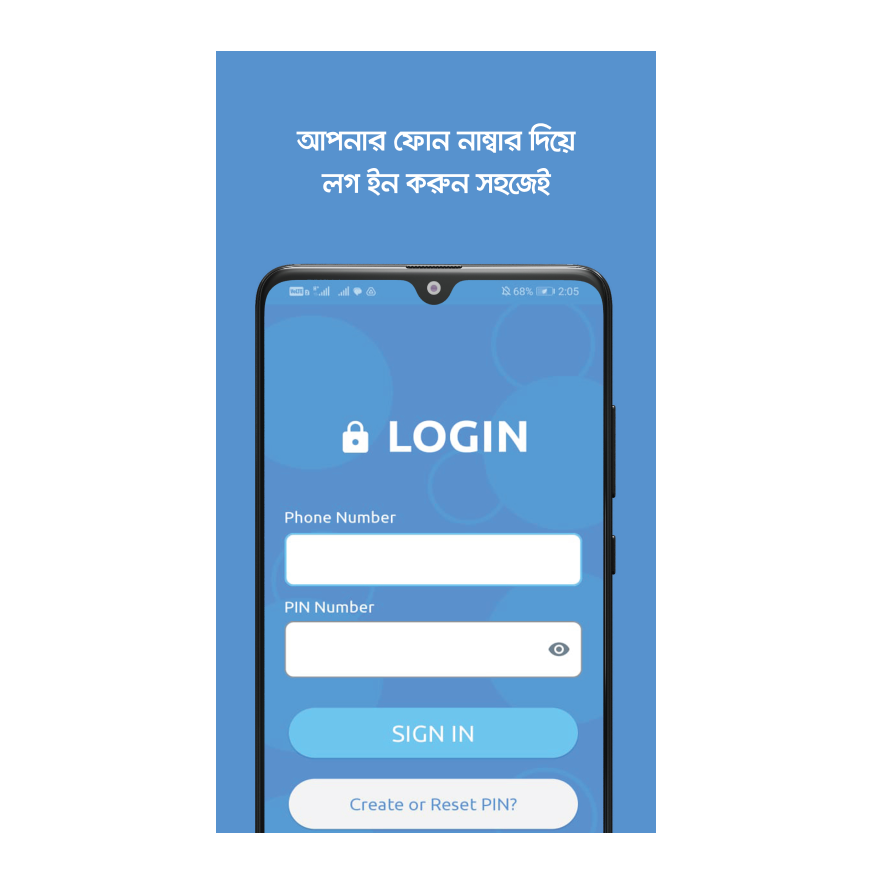 আপনার ফোন নাম্বার দিয়ে
লগ ইন করুন সহজেই
68% 2:05
LOGIN
Phone Number
PIN Number
SIGN IN
Create or Reset PIN?